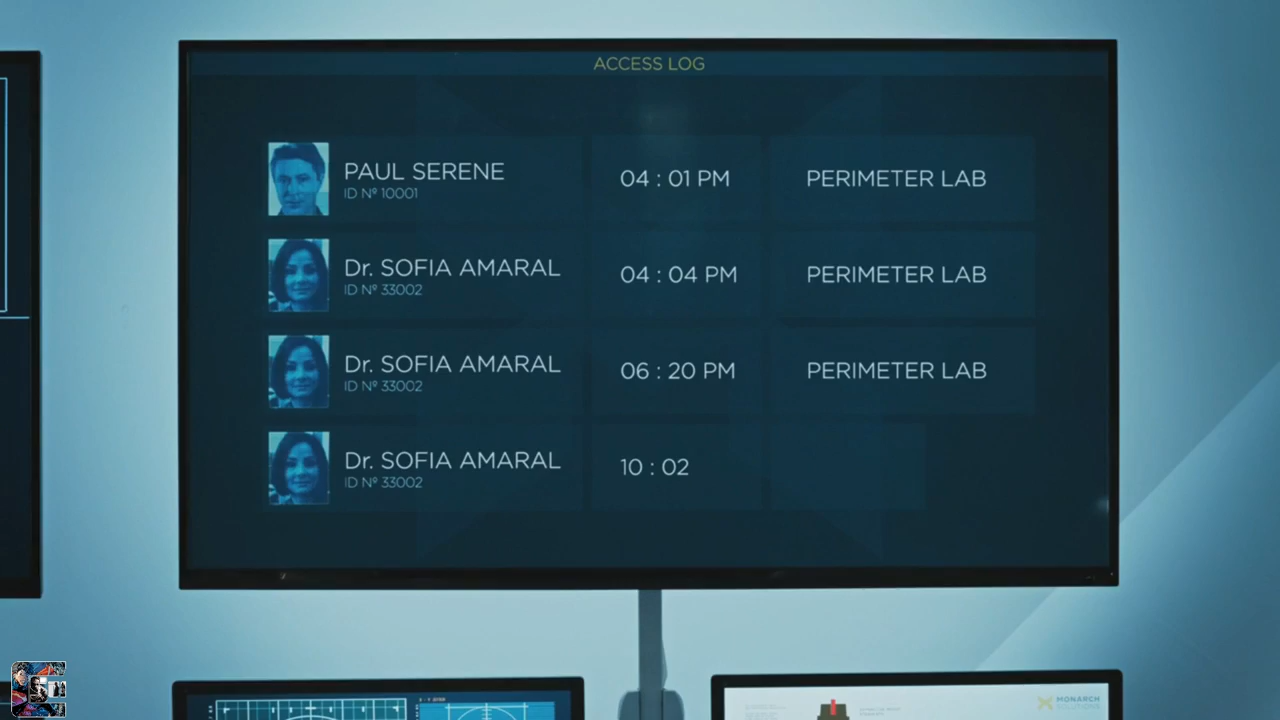 ACCESS LOG
PAUL SERENE
ID Nº 10001
04 : 01 PM
PERIMETER LAB
Dr. SOFIA AMARAL
ID Nº 33002
04 : 04 PM
PERIMETER LAB
Dr. SOFIA AMARAL
ID Nº 33002
06 : 20 PM
PERIMETER LAB
Dr. SOFIA AMARAL
ID Nº 33002
10 : 02
MONARCH
SOLUTIONS